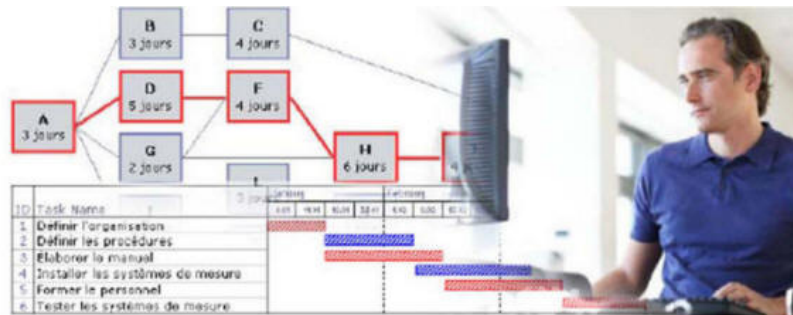 B
3 jours
C
4 jours
D
5 jours
F
4 jours
A
3 jours
G
2 jours
H
6 jours
ID Task Name
1 Définir l'organisation
2 Définir les procédures
3 Elaborer le manuel
4 Installer les systèmes de mesure
5 Former le personnel
6 Tester les systèmes de mesure